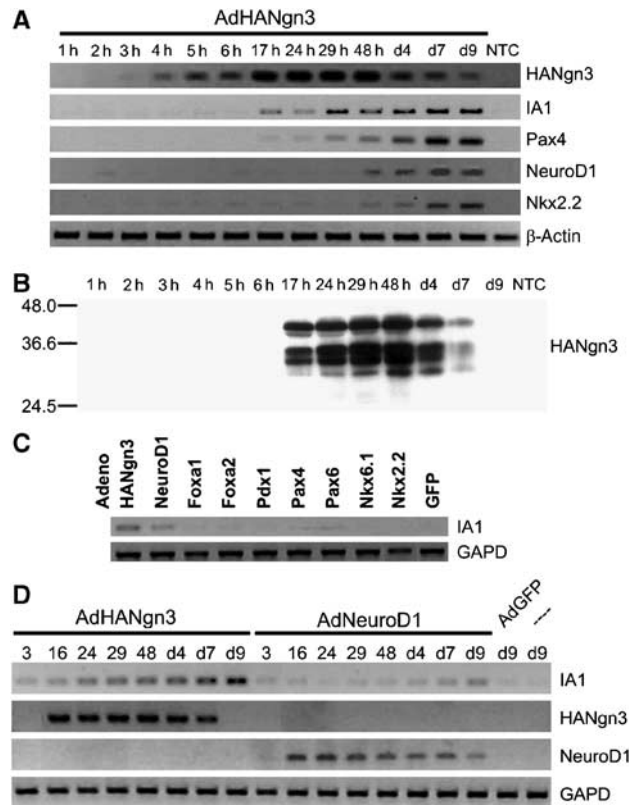 A
AdHANgn3
1 h 2 h 3 h 4 h 5 h 6 h 17 h 24 h 29 h 48 h d4 d7 d9 NTC
HANgn3
IA1
Pax4
NeuroD1
Nkx2.2
β-Actin
B
1 h 2 h 3 h 4 h 5 h 6 h 17 h 24 h 29 h 48 h d4 d7 d9 NTC
48.0
36.6
24.5
HANgn3
C
Adeno HANgn3 NeuroD1 Foxa1 Foxa2 Pdx1 Pax4 Pax6 Nkx6.1 Nkx2.2 GFP
IA1
GAPD
D
AdHANgn3 AdNeuroD1 AdGFP ----
3 16 24 29 48 d4 d7 d9 3 16 24 29 48 d4 d7 d9 d9 d9
IA1
HANgn3
NeuroD1
GAPD